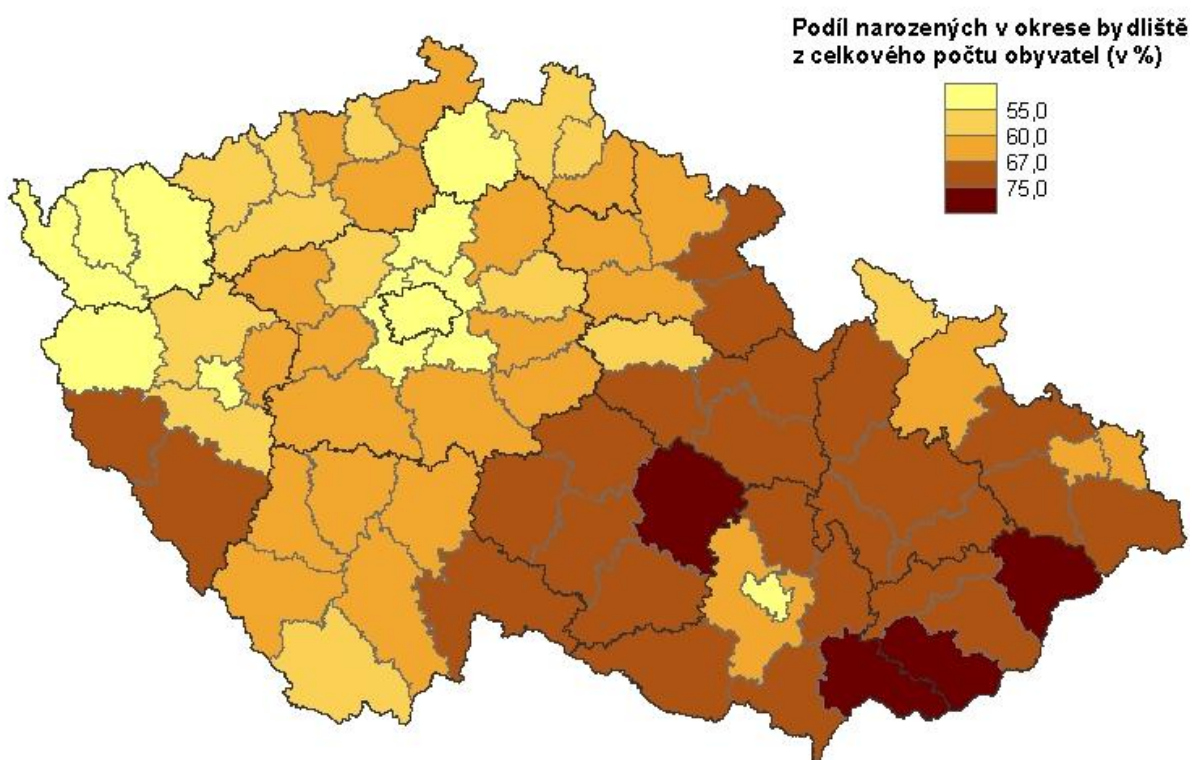 Podíl narozených v okrese bydliště
z celkového počtu obyvatel (v %)
55,0
60,0
67,0
75,0